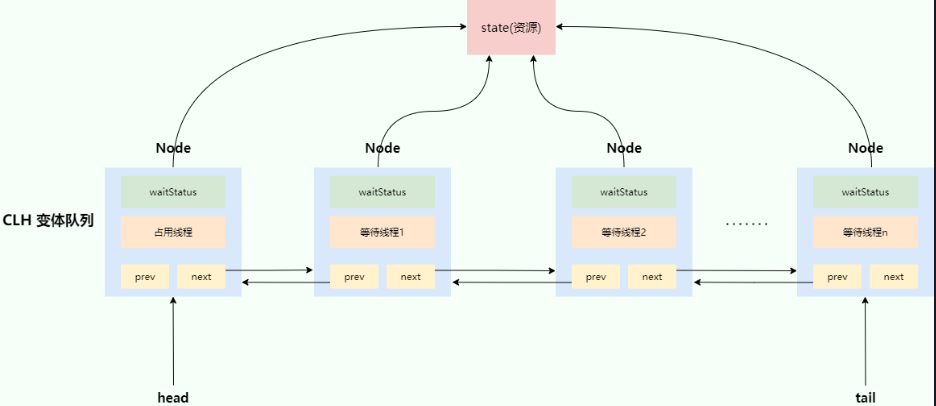 state(资源)
Node
Node
Node
Node
waitStatus
waitStatus
waitStatus
waitStatus
CLH 变体队列
占用线程
等待线程1
等待线程2
.......
等待线程n
prev
next
prev
next
prev
next
prev
next
head
tail